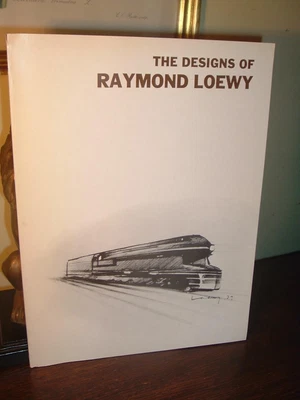 THE DESIGNS OF
RAYMOND LOEWY